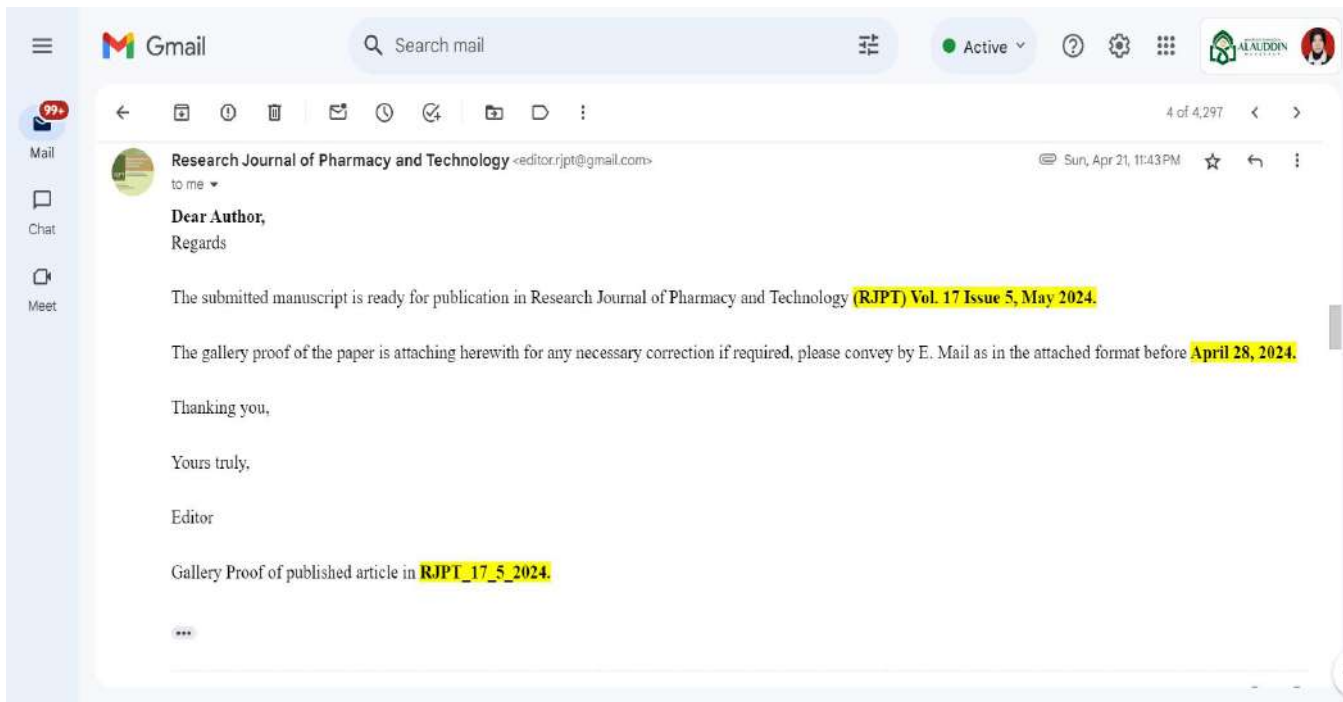 Gmail
Search mail
Active
ALAUDDIN
99+
Mail
Chat
Meet
4 of 4,297
Research Journal of Pharmacy and Technology <editor.rjpt@gmail.com>
Sun, Apr 21, 11:43 PM
to me
Dear Author,
Regards
The submitted manuscript is ready for publication in Research Journal of Pharmacy and Technology (RJPT) Vol. 17 Issue 5, May 2024.
The gallery proof of the paper is attaching herewith for any necessary correction if required, please convey by E. Mail as in the attached format before April 28, 2024.
Thanking you,
Yours truly,
Editor
Gallery Proof of published article in RJPT_17_5_2024.